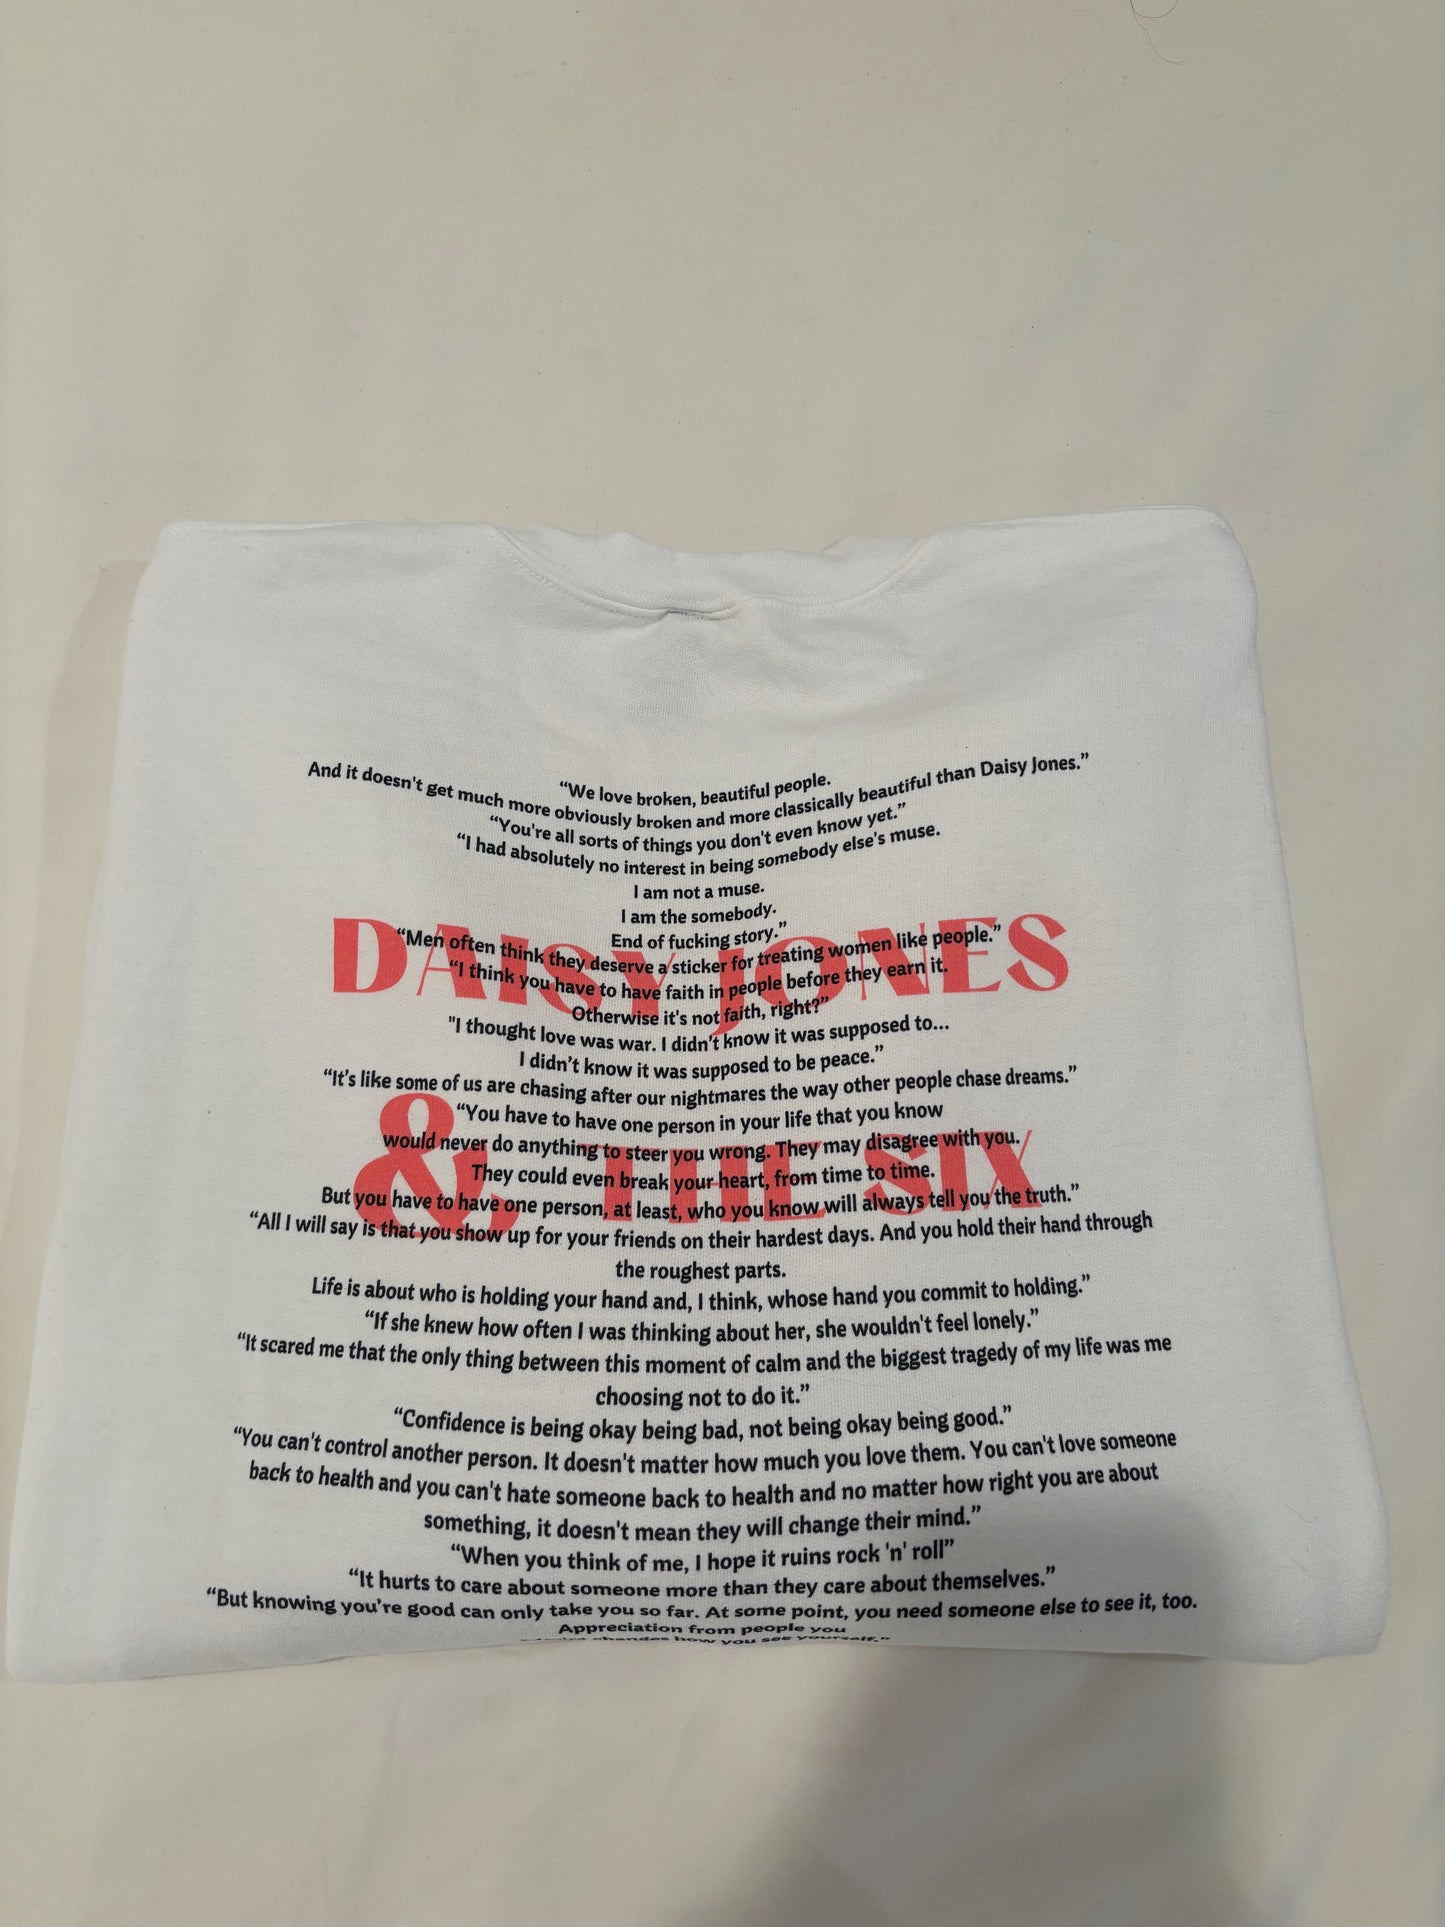 “We love broken, beautiful people.
And it doesn't get much more obviously broken and more classically beautiful than Daisy Jones.”
“You're all sorts of things you don't even know yet.”
“I had absolutely no interest in being somebody else's muse.
I am not a muse.
I am the somebody.
End of fucking story.”
DAISY JONES
“Men often think they deserve a sticker for treating women like people.”
“I think you have to have faith in people before they earn it.
Otherwise it's not faith, right?”
"I thought love was war. I didn’t know it was supposed to...
I didn’t know it was supposed to be peace.”
“It’s like some of us are chasing after our nightmares the way other people chase dreams.”
“You have to have one person in your life that you know
would never do anything to steer you wrong. They may disagree with you.
& THE SIX
They could even break your heart, from time to time.
But you have to have one person, at least, who you know will always tell you the truth.”
“All I will say is that you show up for your friends on their hardest days. And you hold their hand through
the roughest parts.
Life is about who is holding your hand and, I think, whose hand you commit to holding.”
“If she knew how often I was thinking about her, she wouldn't feel lonely.”
“It scared me that the only thing between this moment of calm and the biggest tragedy of my life was me
choosing not to do it.”
“Confidence is being okay being bad, not being okay being good.”
“You can't control another person. It doesn't matter how much you love them. You can't love someone
back to health and you can't hate someone back to health and no matter how right you are about
something, it doesn't mean they will change their mind.”
“When you think of me, I hope it ruins rock 'n' roll”
“It hurts to care about someone more than they care about themselves.”
“But knowing you’re good can only take you so far. At some point, you need someone else to see it, too.
Appreciation from people you
changes how you see yourself.”